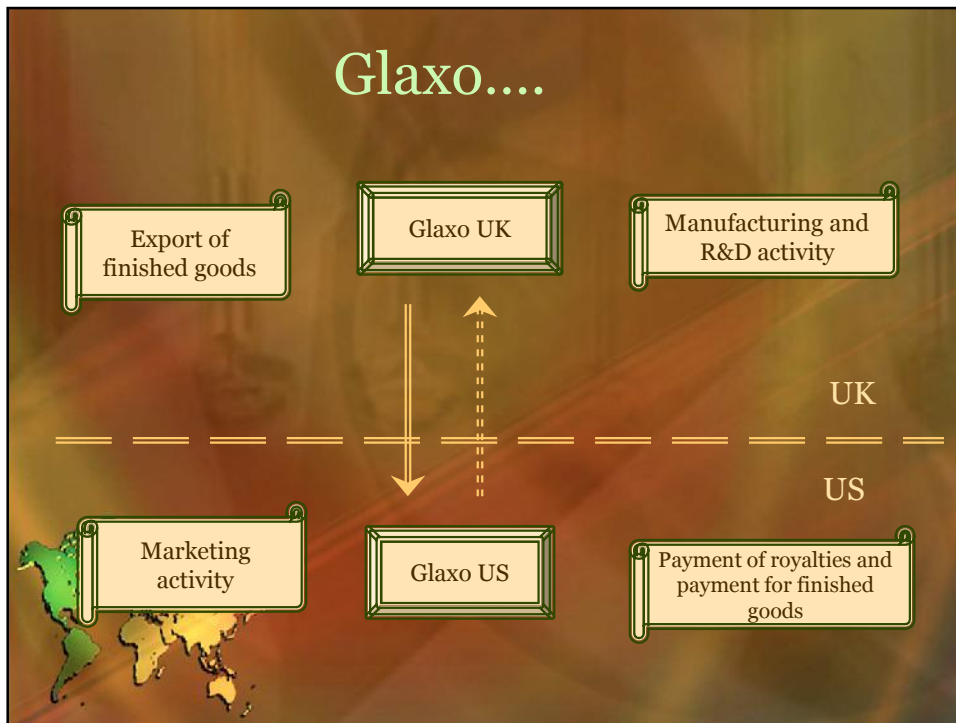 Glaxo....
Export of
finished goods
Glaxo UK
Manufacturing and
R&D activity
UK
US
Marketing
activity
Glaxo US
Payment of royalties and
payment for finished
goods